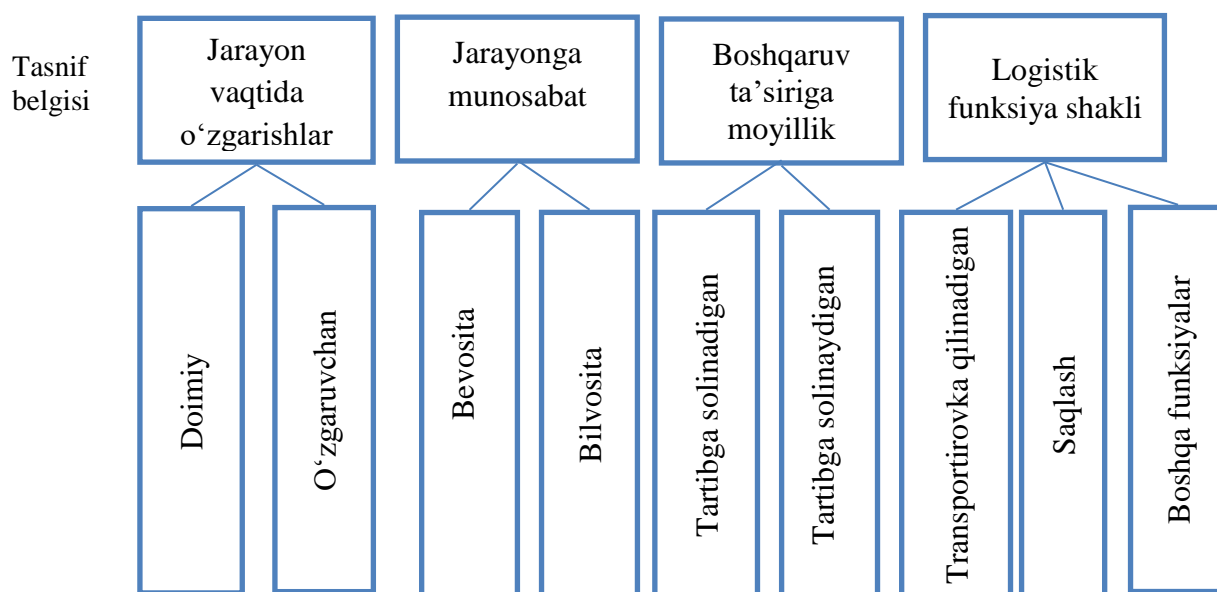 Tasnif
belgisi
Jarayon
vaqtida
o‘zgarishlar
Jarayonga
munosabat
Boshqaruv
ta’siriga
moyillik
Logistik
funksiya shakli
Doimiy
O‘zgaruvchan
Bevosita
Bilvosita
Tartibga solinadigan
Tartibga solinaydigan
Transportirovka qilinadigan
Saqlash
Boshqa funksiyalar